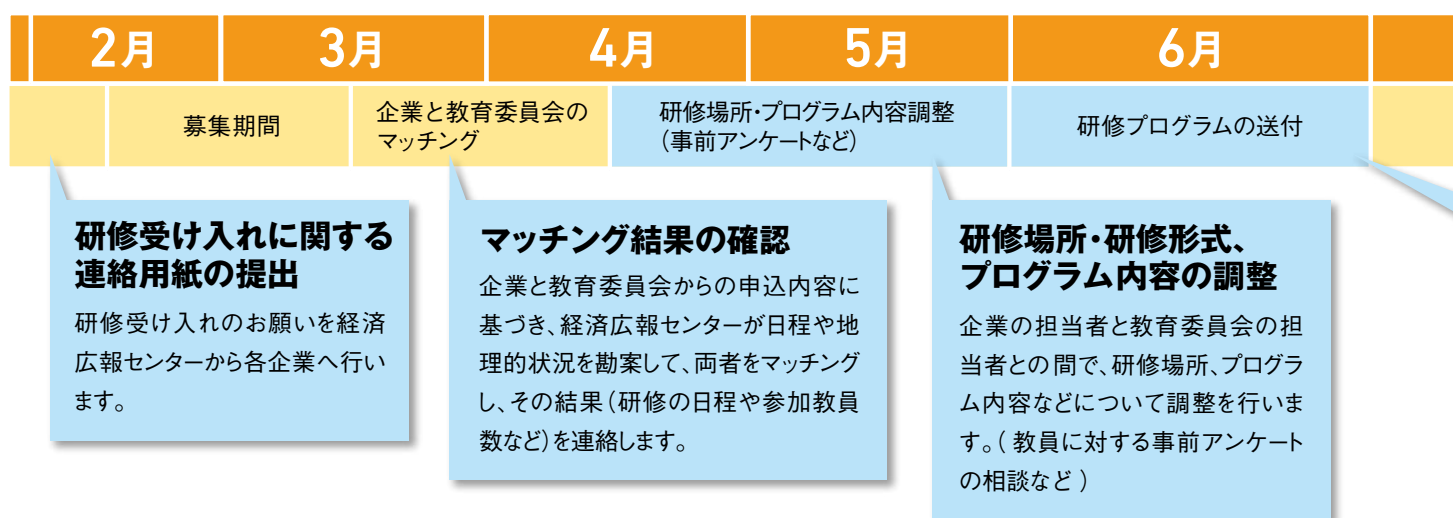 2月
3月
4月
5月
6月
募集期間
企業と教育委員会の
マッチング
研修場所・プログラム内容調整
（事前アンケートなど）
研修プログラムの送付
研修受け入れに関する
連絡用紙の提出
研修受け入れのお願いを経済
広報センターから各企業へ行い
ます。
マッチング結果の確認
企業と教育委員会からの申込内容に
基づき、経済広報センターが日程や地
理的状況を勘案して、両者をマッチング
し、その結果（研修の日程や参加教員
数など）を連絡します。
研修場所・研修形式、
プログラム内容の調整
企業の担当者と教育委員会の担
当者との間で、研修場所、プログラ
ム内容などについて調整を行いま
す。（ 教員に対する事前アンケート
の相談など ）